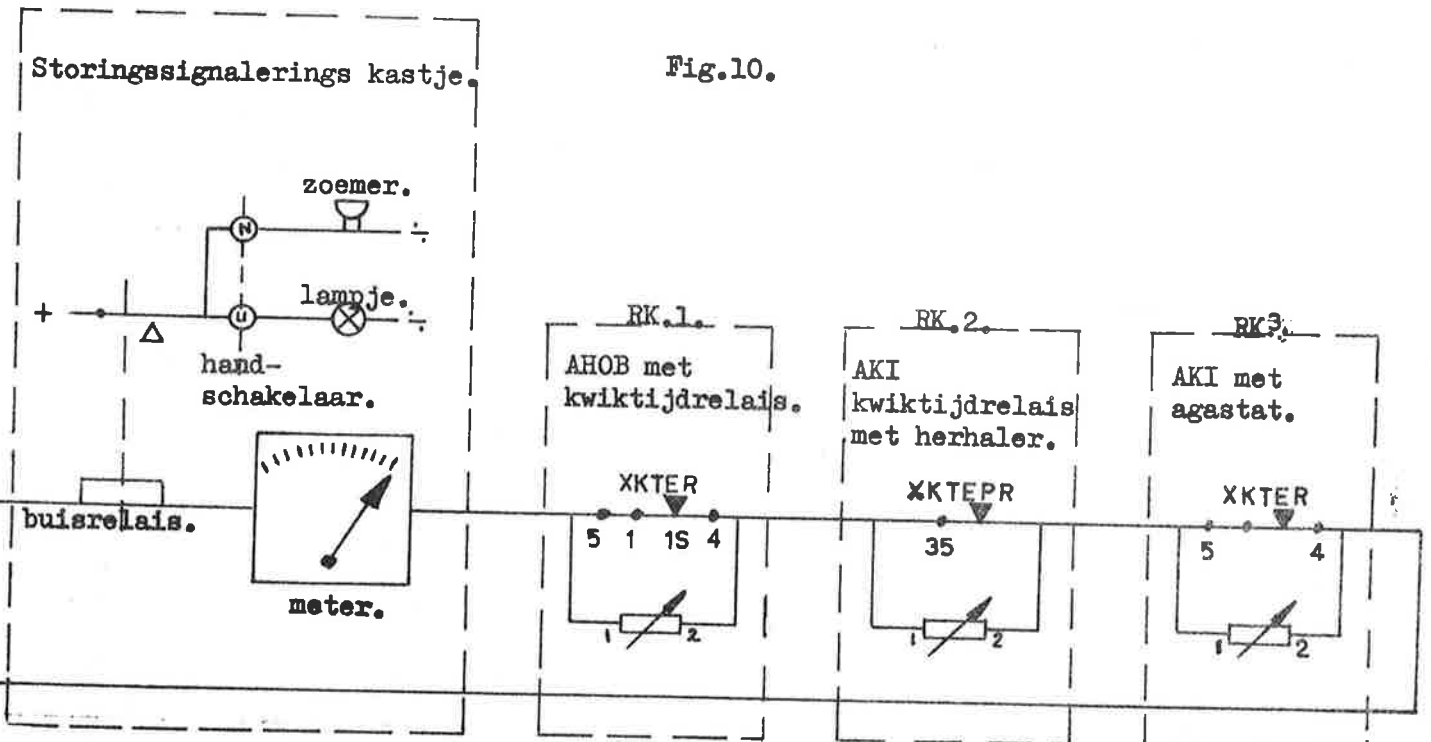 Storingssignalerings kastje.
Fig.10.
zoemer.
N
÷
+
U
lampje.
÷
hand-
schakelaar.
buisrelais.
meter.
RK.1.
AHOB met
kwiktijdrelais.
XKTER
5 1 1S 4
1 2
RK.2.
AKI
kwiktijdrelais
met herhaler.
XKTEPR
35
1 2
RK.3.
AKI met
agastat.
XKTER
5 4
1 2